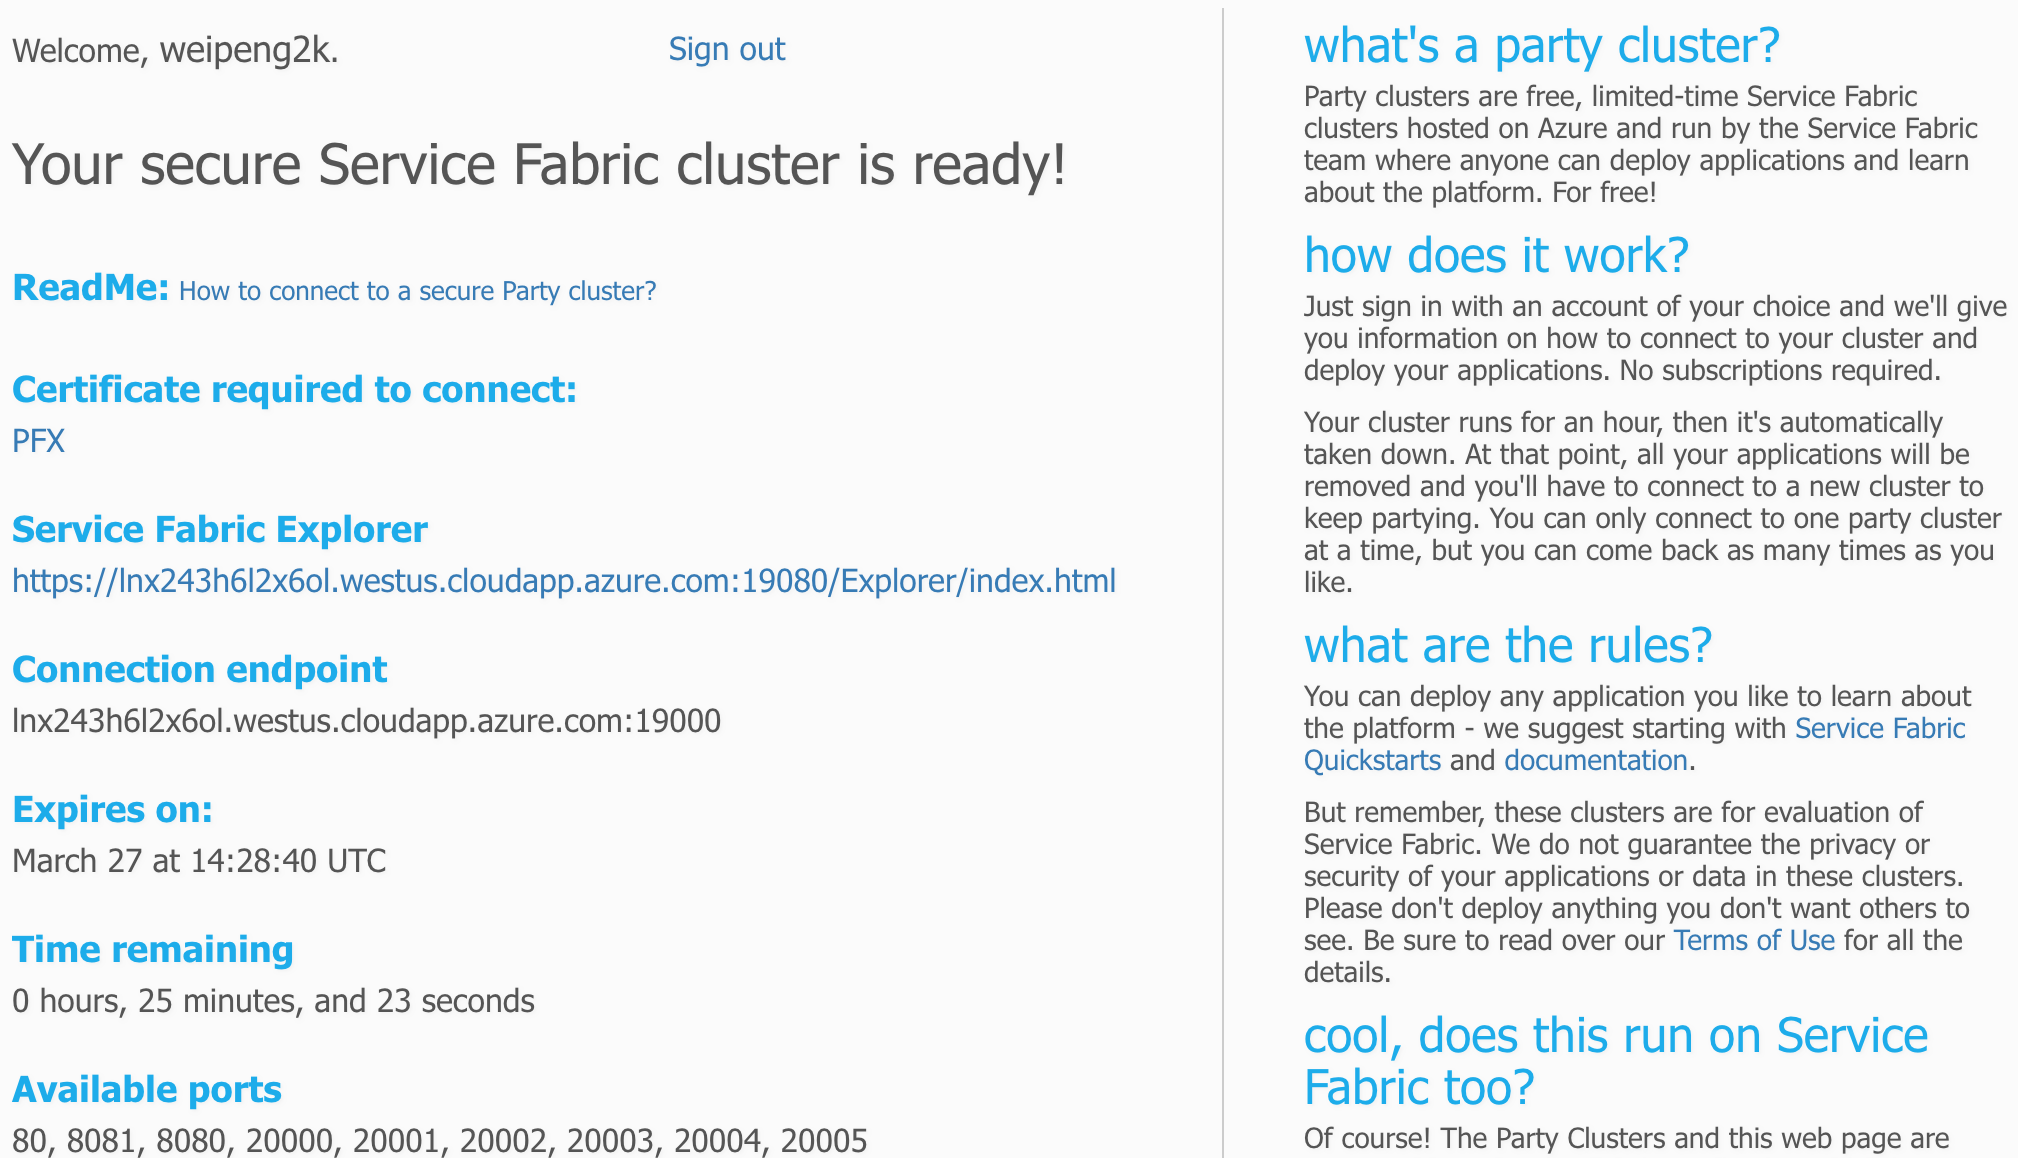 Welcome, weipeng2k.
Sign out
Your secure Service Fabric cluster is ready!
ReadMe: How to connect to a secure Party cluster?
Certificate required to connect:
PFX
Service Fabric Explorer
https://lnx243h6l2x6ol.westus.cloudapp.azure.com:19080/Explorer/index.html
Connection endpoint
lnx243h6l2x6ol.westus.cloudapp.azure.com:19000
Expires on:
March 27 at 14:28:40 UTC
Time remaining
0 hours, 25 minutes, and 23 seconds
Available ports
80, 8081, 8080, 20000, 20001, 20002, 20003, 20004, 20005
what's a party cluster?
Party clusters are free, limited-time Service Fabric
clusters hosted on Azure and run by the Service Fabric
team where anyone can deploy applications and learn
about the platform. For free!
how does it work?
Just sign in with an account of your choice and we'll give
you information on how to connect to your cluster and
deploy your applications. No subscriptions required.
Your cluster runs for an hour, then it's automatically
taken down. At that point, all your applications will be
removed and you'll have to connect to a new cluster to
keep partying. You can only connect to one party cluster
at a time, but you can come back as many times as you
like.
what are the rules?
You can deploy any application you like to learn about
the platform - we suggest starting with Service Fabric
Quickstarts and documentation.
But remember, these clusters are for evaluation of
Service Fabric. We do not guarantee the privacy or
security of your applications or data in these clusters.
Please don't deploy anything you don't want others to
see. Be sure to read over our Terms of Use for all the
details.
cool, does this run on Service
Fabric too?
Of course! The Party Clusters and this web page are